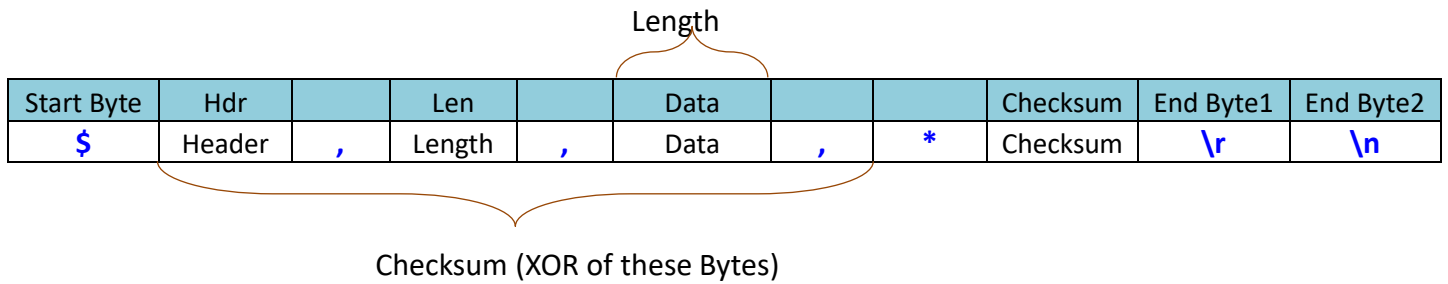 Length
Start Byte Hdr Len Data Checksum End Byte1 End Byte2
$ Header , Length , Data , * Checksum \r \n
Checksum (XOR of these Bytes)